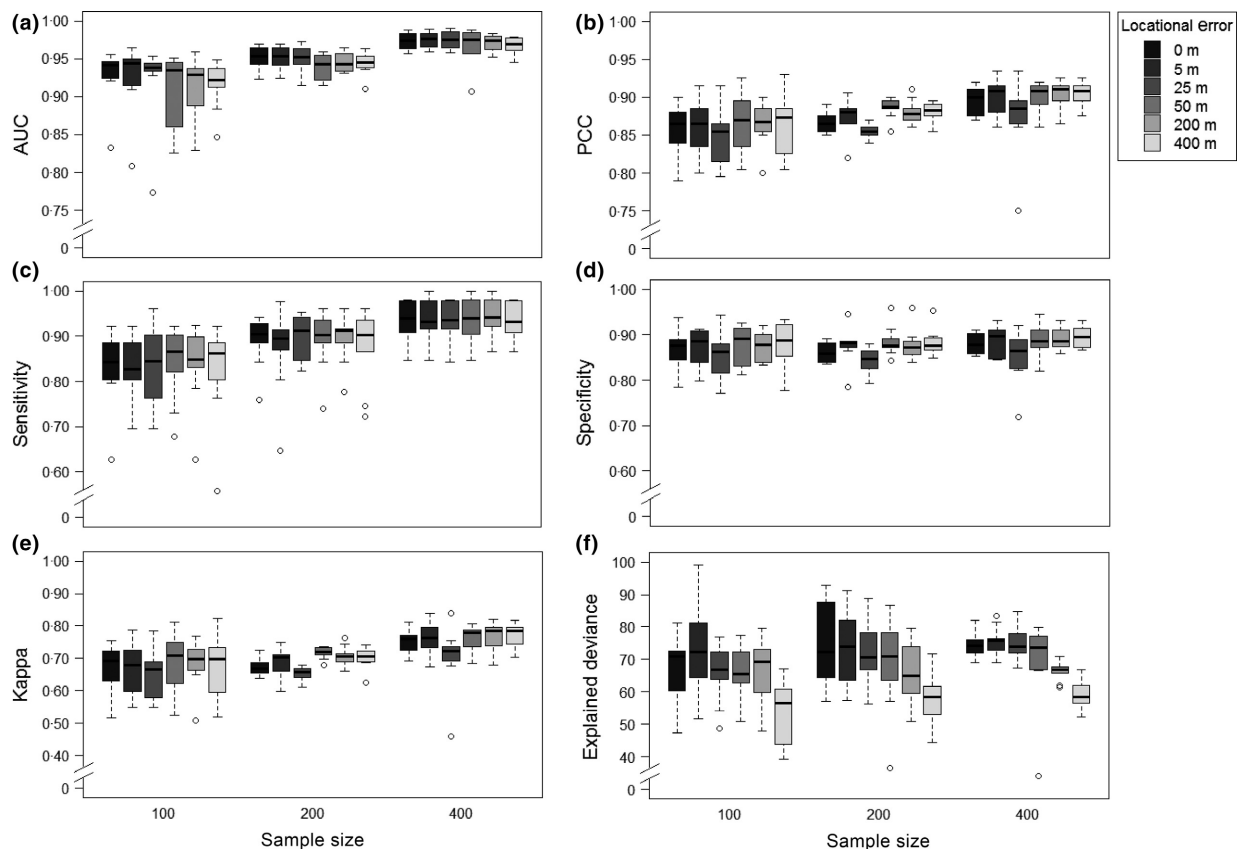 (a)
AUC
1·00
0·95
0·90
0·85
0·80
0·75
0
(b)
PCC
1·00
0·95
0·90
0·85
0·80
0·75
0
Locational error
0 m
5 m
25 m
50 m
200 m
400 m
(c)
Sensitivity
1·00
0·90
0·80
0·70
0·60
0
(d)
Specificity
1·00
0·90
0·80
0·70
0·60
0
(e)
Kappa
1·00
0·90
0·80
0·70
0·60
0·50
0·40
0
100
200
400
Sample size
(f)
Explained deviance
100
90
80
70
60
50
40
0
100
200
400
Sample size